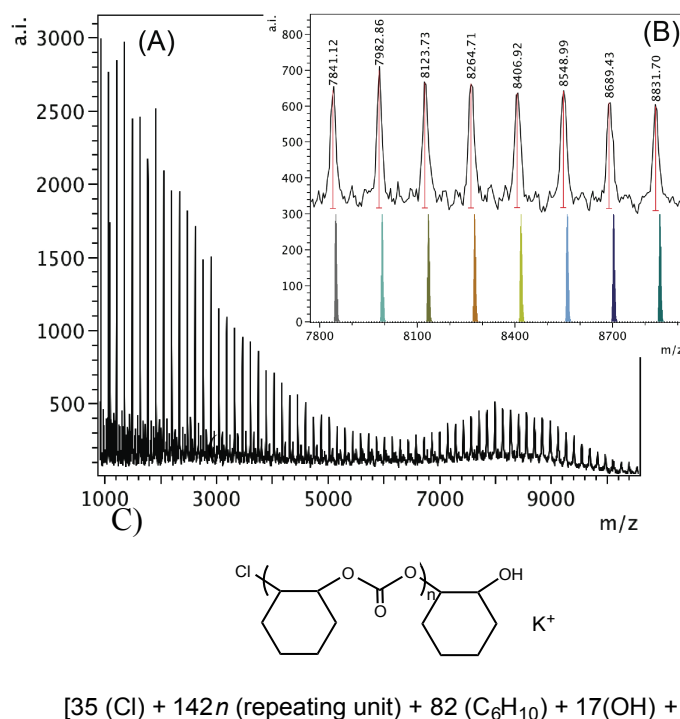 a.i.
(A)
3000
2500
2000
1500
1000
500
1000 3000 5000 7000 9000
m/z
a.i.
(B)
800
700
600
500
400
300
200
100
0
7841.12 7982.86 8123.73 8264.71 8406.92 8548.99 8689.43 8831.70
7800 8100 8400 8700
m/z
C)
Cl ( O O ) n OH
O
K+
[35 (Cl) + 142n (repeating unit) + 82 (C6H10) + 17(OH) +